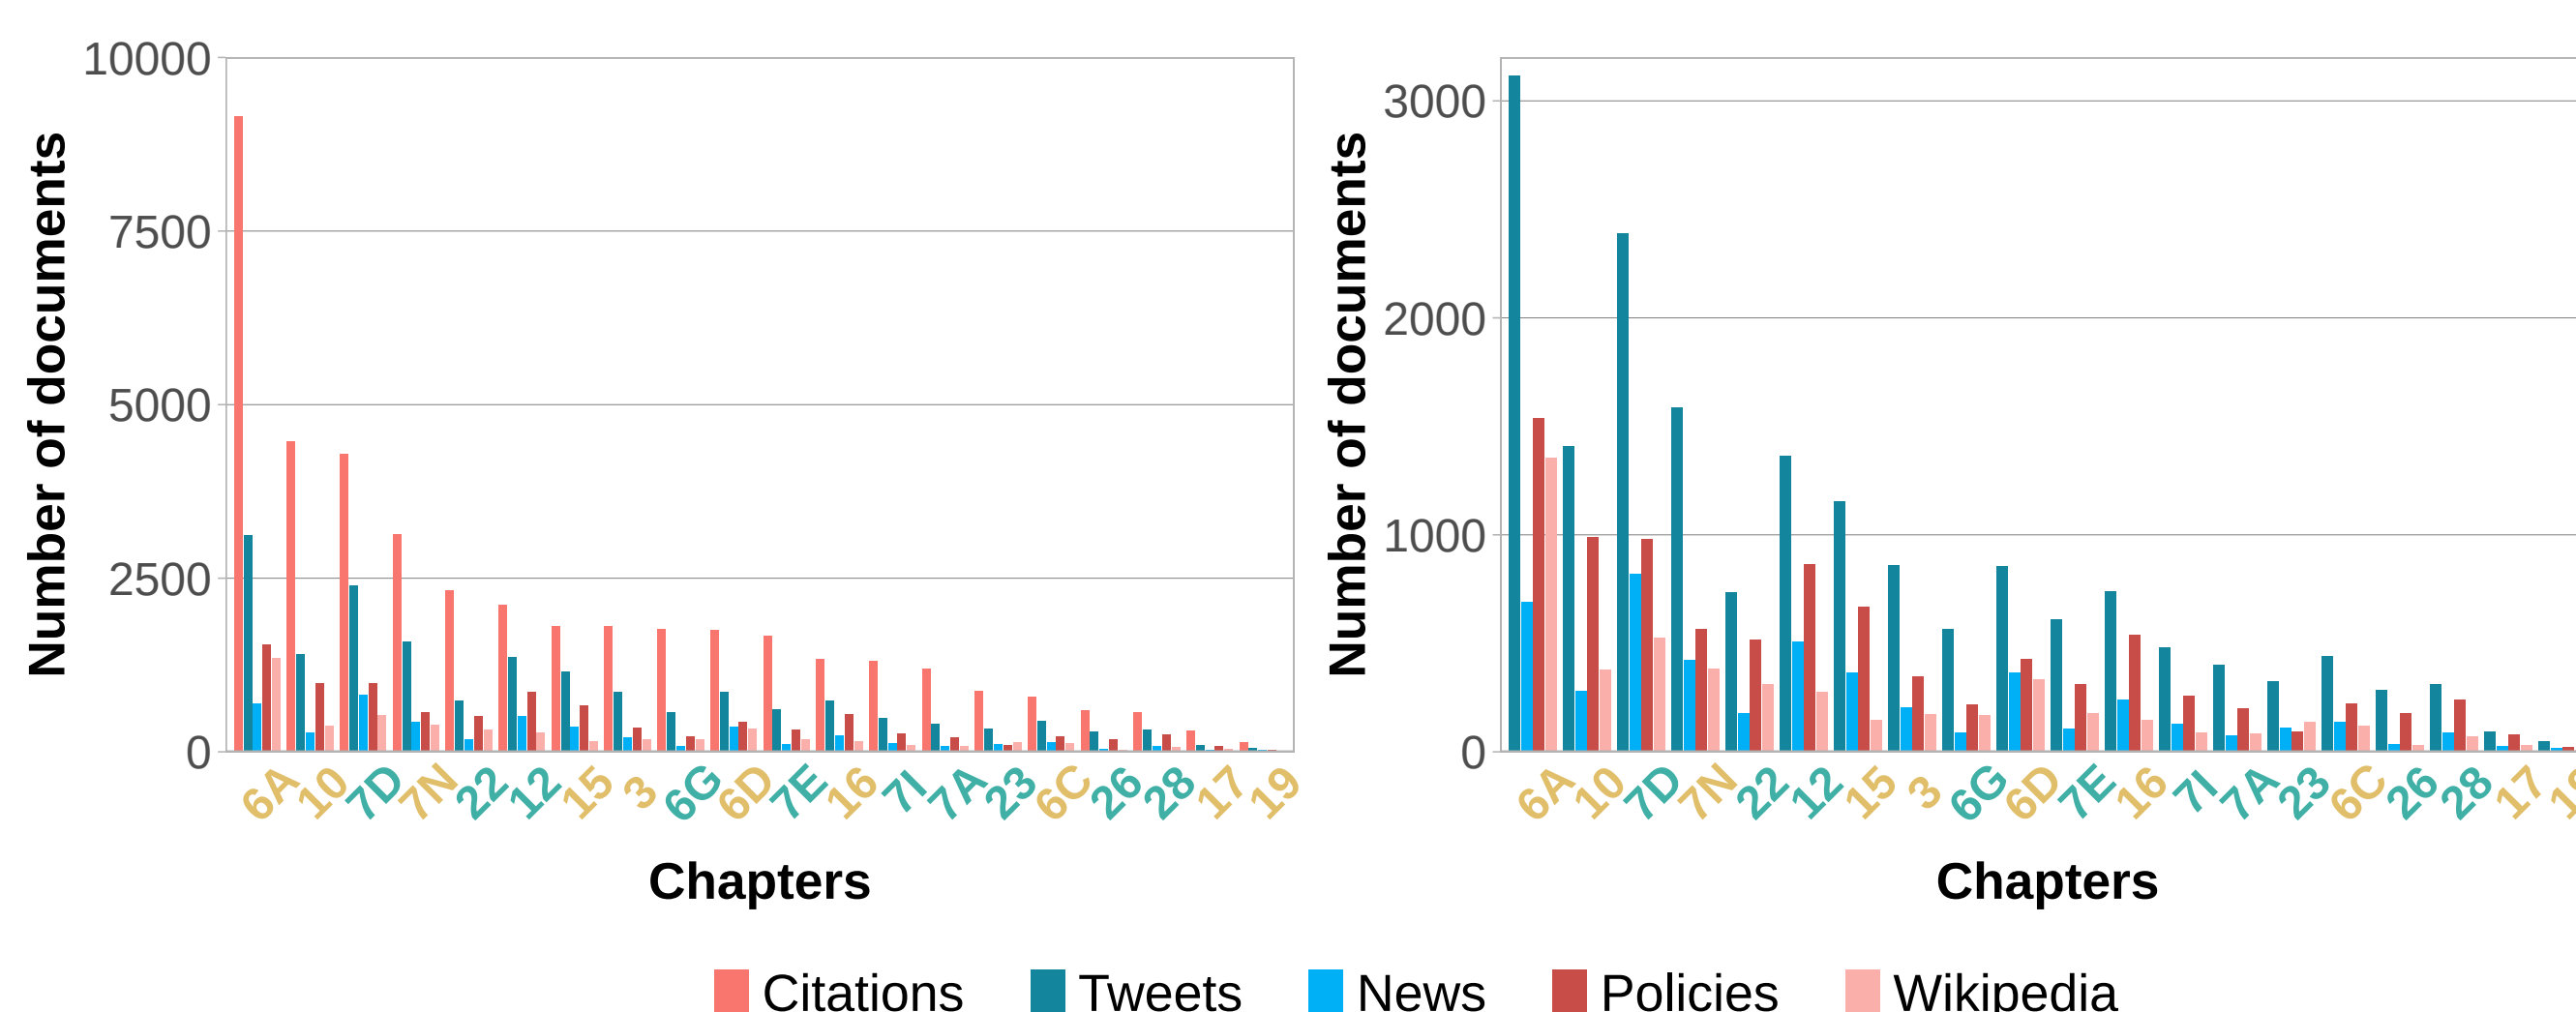 Number of documents
10000
7500
5000
2500
0
6A 10 7D 7N 22 12 15 3 6G 6D 7E 16 7I 7A 23 6C 26 28 17 19
Chapters
Number of documents
3000
2000
1000
0
6A 10 7D 7N 22 12 15 3 6G 6D 7E 16 7I 7A 23 6C 26 28 17
Chapters
Citations Tweets News Policies Wikipedia